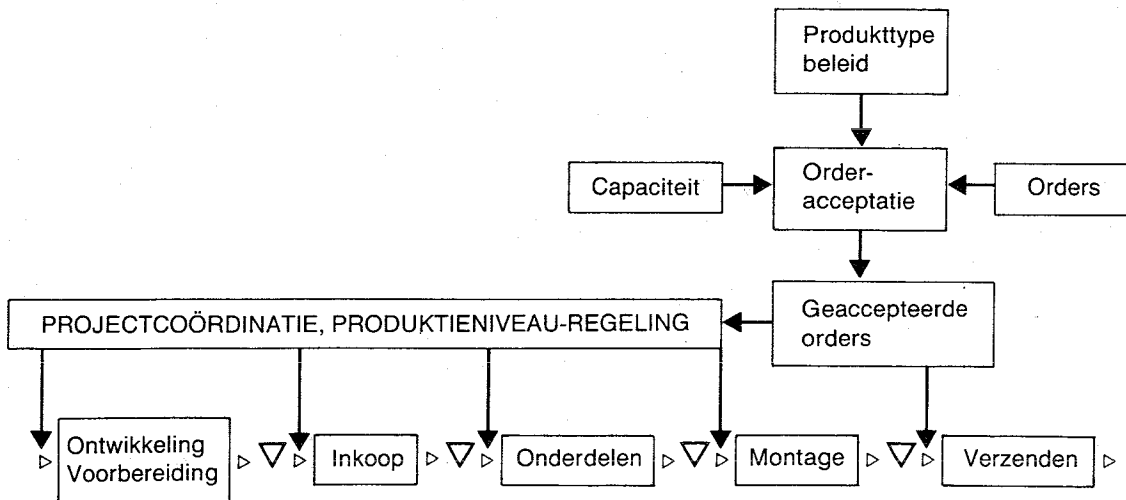 Produkttype
beleid
Capaciteit
Order-
acceptatie
Orders
PROJECTCOÖRDINATIE, PRODUKTIENIVEAU-REGELING
Geaccepteerde
orders
Ontwikkeling
Voorbereiding
Inkoop
Onderdelen
Montage
Verzenden